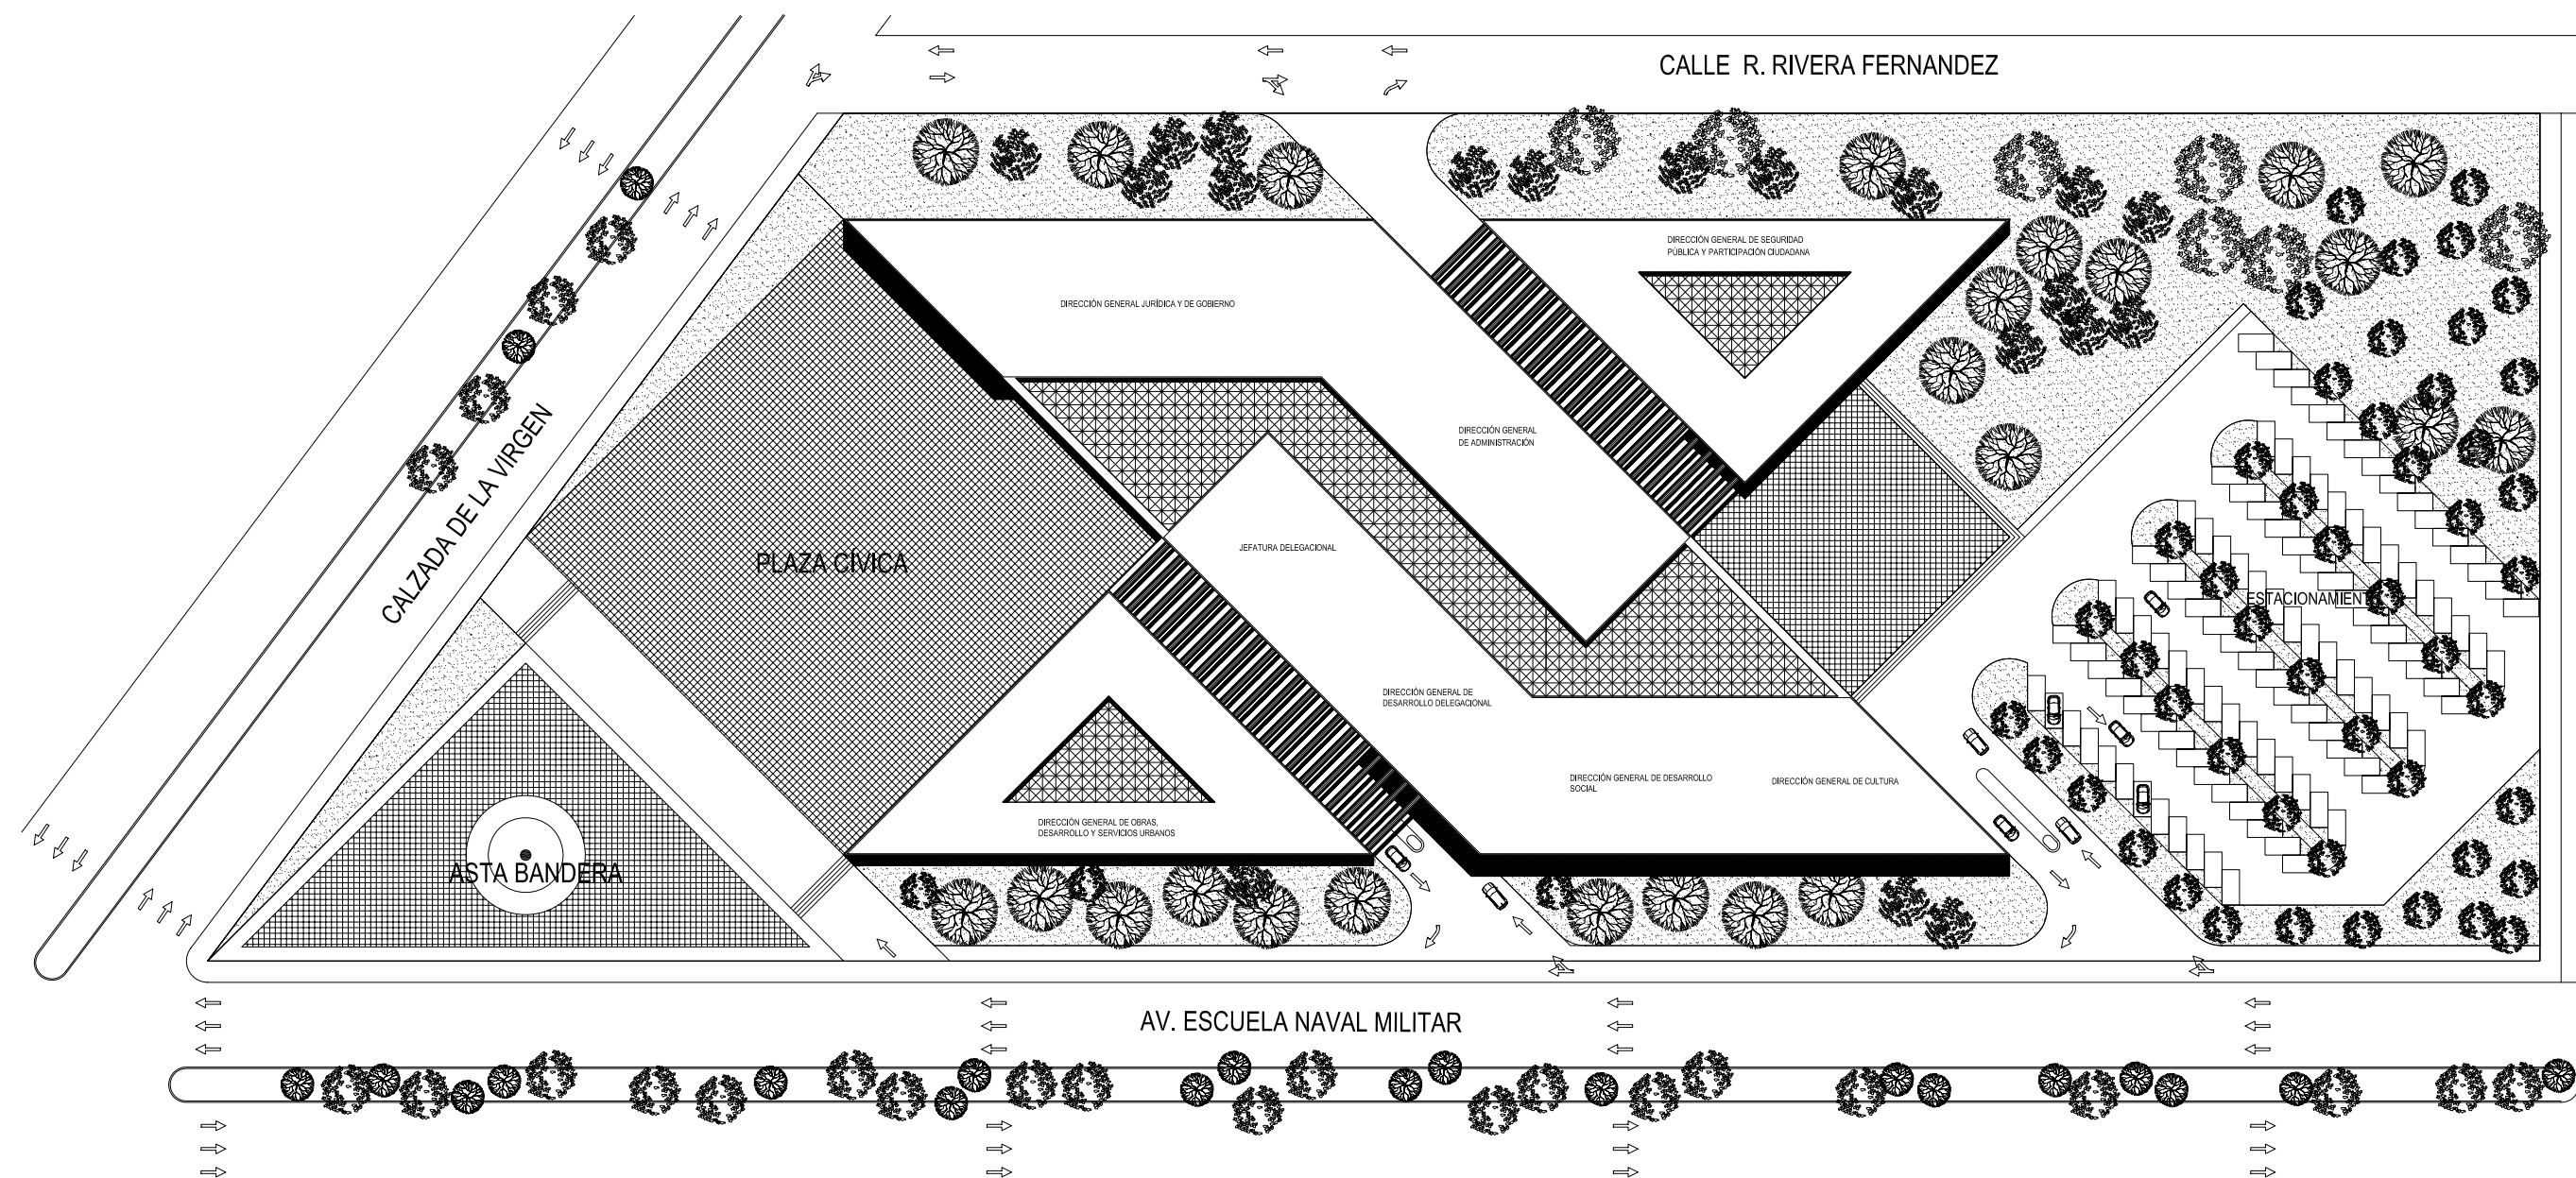 CALLE R. RIVERA FERNANDEZ
DIRECCIÓN GENERAL DE SEGURIDAD
PÚBLICA Y PARTICIPACIÓN CIUDADANA
DIRECCIÓN GENERAL JURÍDICA Y DE GOBIERNO
DIRECCIÓN GENERAL
DE ADMINISTRACIÓN
CALZADA DE LA VIRGEN
PLAZA CÍVICA
JEFATURA DELEGACIONAL
ESTACIONAMIENT
DIRECCIÓN GENERAL DE
DESARROLLO DELEGACIONAL
DIRECCIÓN GENERAL DE DESARROLLO
SOCIAL
DIRECCIÓN GENERAL DE CULTURA
DIRECCIÓN GENERAL DE OBRAS,
DESARROLLO Y SERVICIOS URBANOS
ASTA BANDERA
AV. ESCUELA NAVAL MILITAR